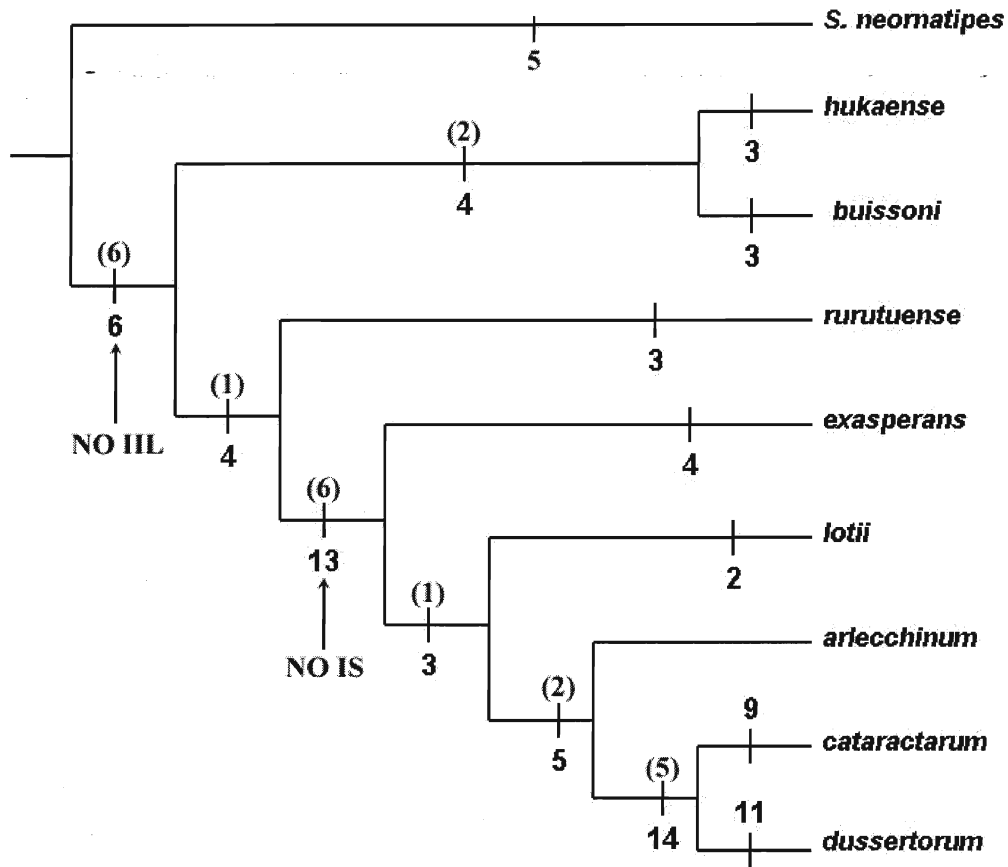 S. neornatipes
5
hukaense
(2)
3
4
buissoni
(6)
3
6
rurutuense
(1)
3
NO IIL
4
exasperans
(6)
4
13
lotii
(1)
2
NO IS
3
arlecchinum
(2)
9
5
cataractarum
(5)
11
14
dussertorum